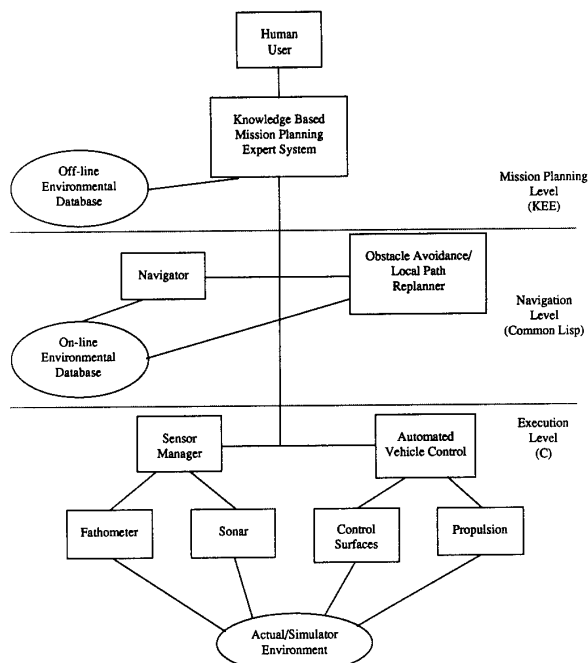 Human
User
Knowledge Based
Mission Planning
Expert System
Off-line
Environmental
Database
Mission Planning
Level
(KEE)
Navigator
Obstacle Avoidance/
Local Path
Replanner
On-line
Environmental
Database
Navigation
Level
(Common Lisp)
Sensor
Manager
Automated
Vehicle Control
Execution
Level
(C)
Fathometer
Sonar
Control
Surfaces
Propulsion
Actual/Simulator
Environment